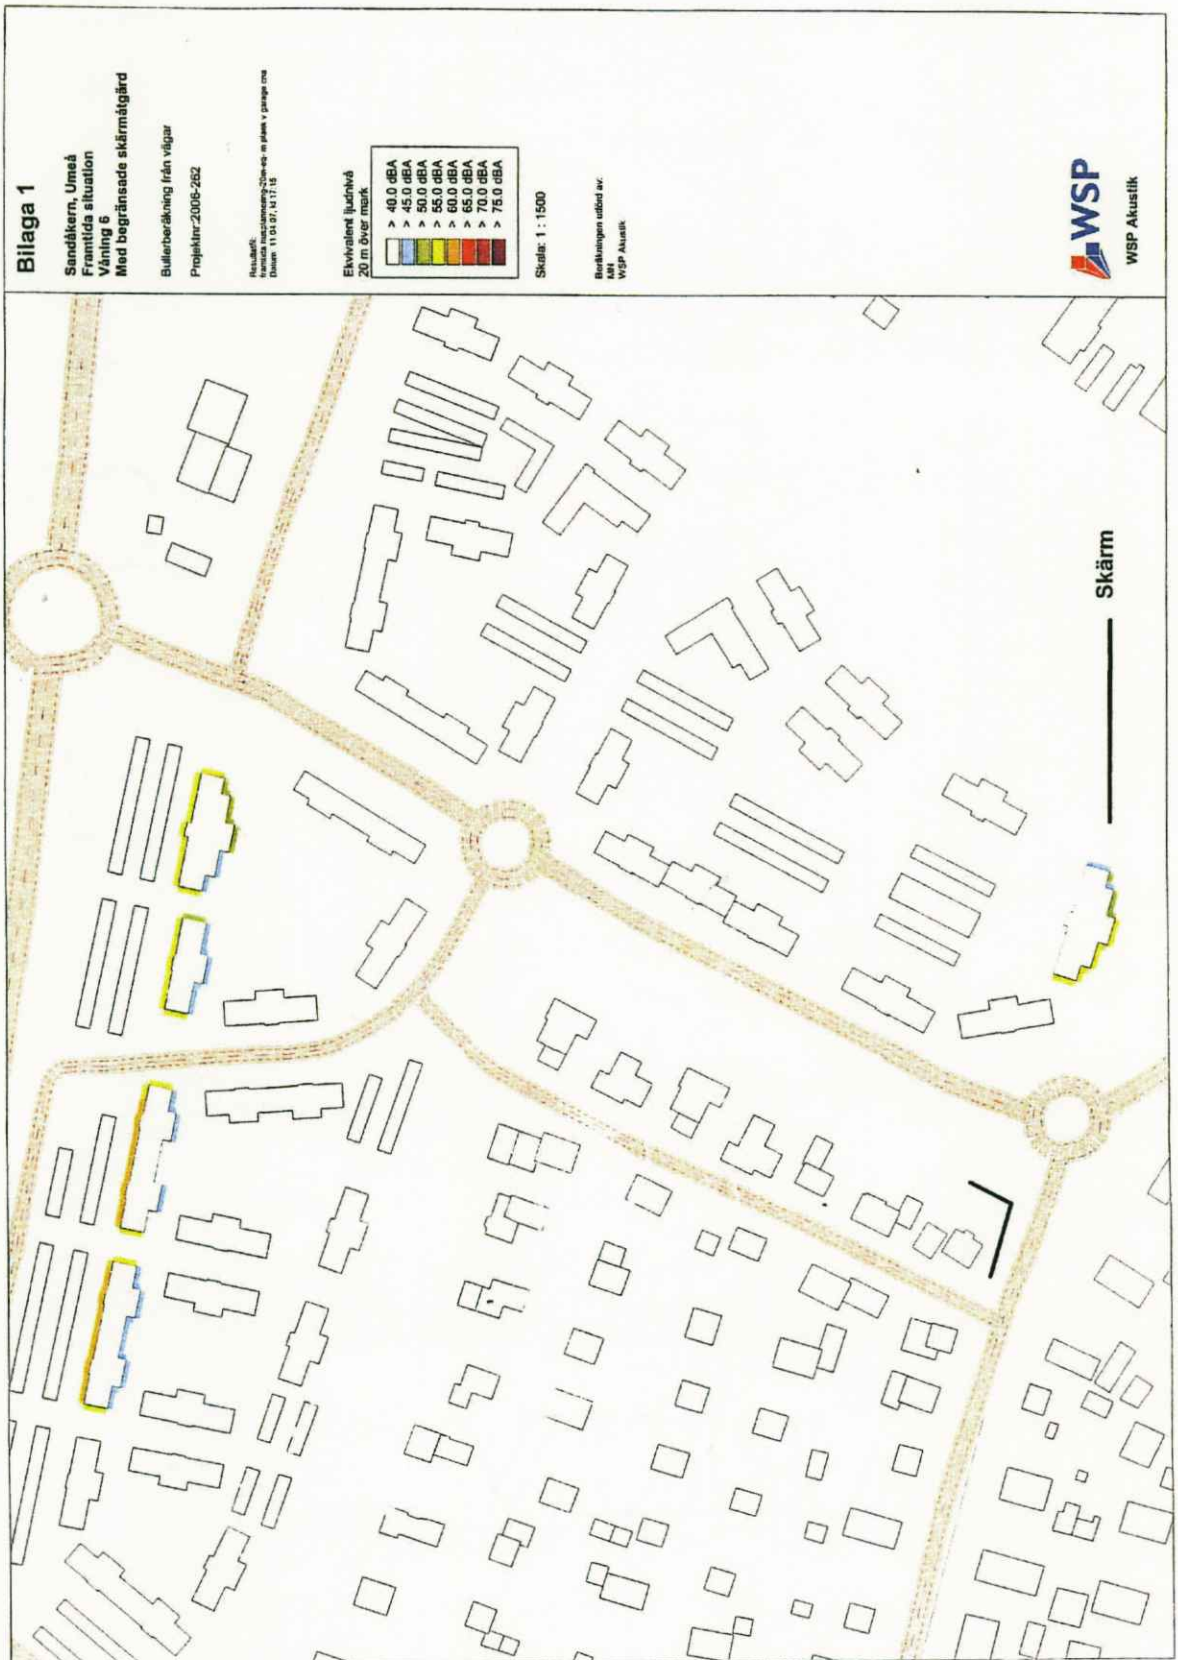 Bilaga 1
Sandåkern, Umeå
Framtida situation
Våning 6
Med begränsade skärmåtgärd
Bullerberäkning från vägar
Projektnr:2006-262
Resultatfil:
Datum:
Ekvivalent ljudnivå
20 m över mark
> 40.0 dBA
> 45.0 dBA
> 50.0 dBA
> 55.0 dBA
> 60.0 dBA
> 65.0 dBA
> 70.0 dBA
> 75.0 dBA
Skala: 1 : 1500
Beräkningen utförd av:
WSP Akustik
WSP
WSP Akustik
Skärm